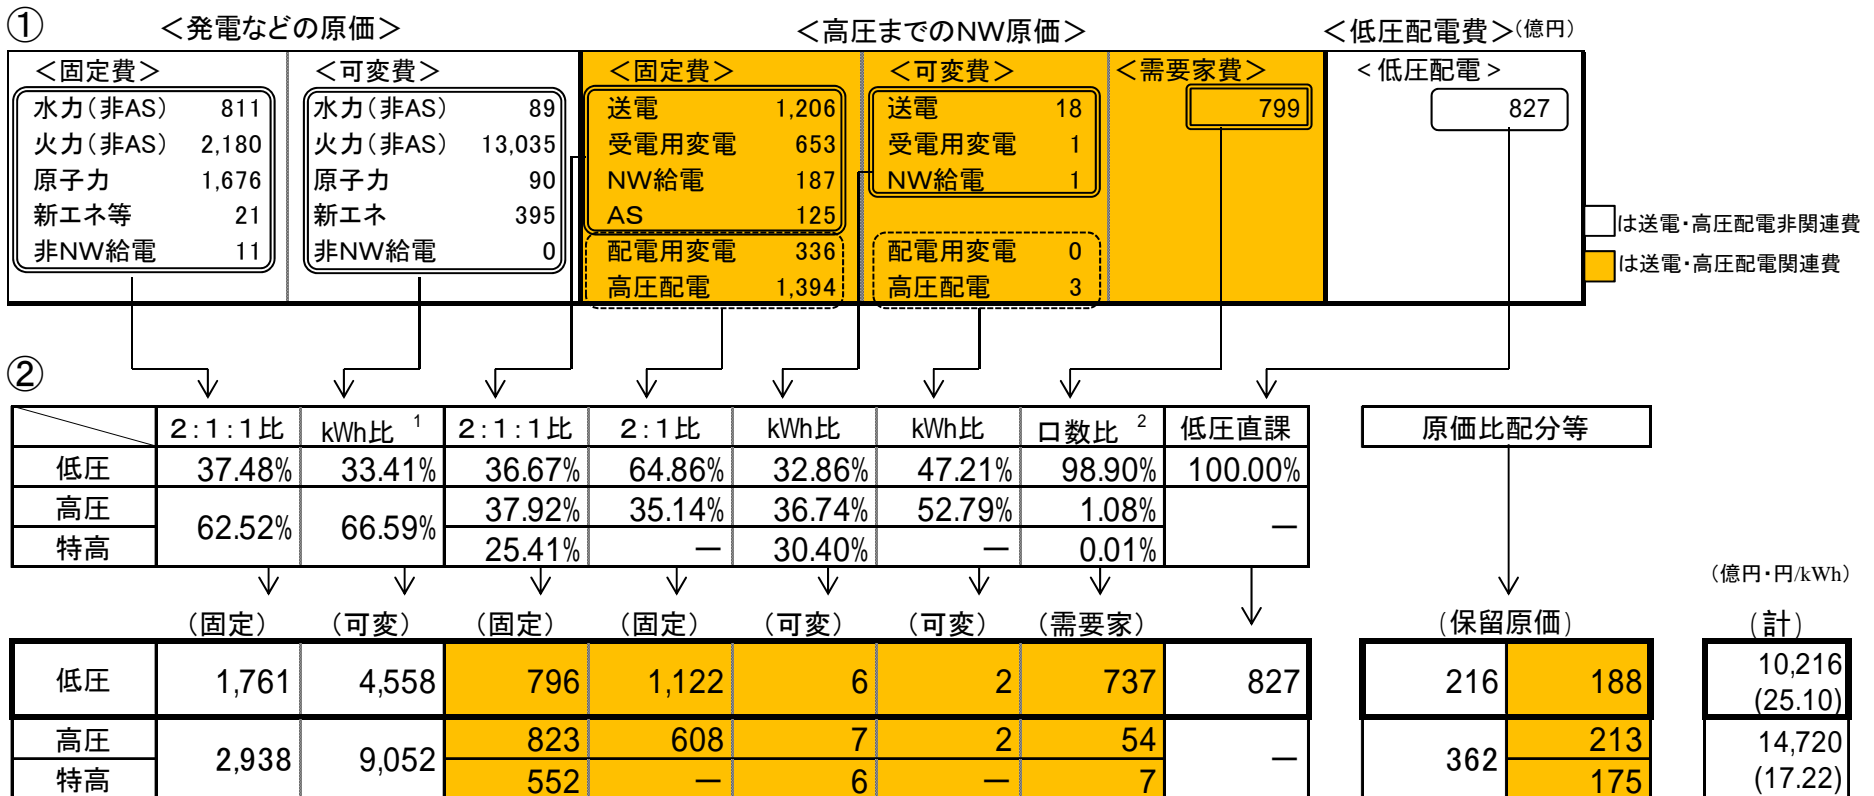 ① ＜発電などの原価＞ ＜高圧までのNW原価＞ ＜低圧配電費＞(億円)
＜固定費＞ ＜可変費＞ ＜固定費＞ ＜可変費＞ ＜需要家費＞ ＜低圧配電＞
水力（非AS） 811 水力（非AS） 89 送電 1,206 送電 18 799 827
火力（非AS） 2,180 火力（非AS） 13,035 受電用変電 653 受電用変電 1
原子力 1,676 原子力 90 NW給電 187 NW給電 1
新エネ等 21 新エネ 395 AS 125
は送電・高圧配電非関連費
非NW給電 11 非NW給電 0 配電用変電 336 配電用変電 0
は送電・高圧配電関連費
高圧配電 1,394 高圧配電 3
②
2:1:1比 kWh比 1 2:1:1比 2:1比 kWh比 kWh比 口数比 2 低圧直課 原価比配分等
低圧 37.48% 33.41% 36.67% 64.86% 32.86% 47.21% 98.90% 100.00%
高圧 62.52% 66.59% 37.92% 35.14% 36.74% 52.79% 1.08% －
特高 25.41% － 30.40% － 0.01%
（億円・円/kWh）
（固定） （可変） （固定） （固定） （可変） （可変） （需要家） （保留原価） （計）
低圧 1,761 4,558 796 1,122 6 2 737 827 216 188 10,216
(25.10)
高圧 2,938 9,052 823 608 7 2 54 － 362 213 14,720
特高 552 － 6 － 7 175 (17.22)